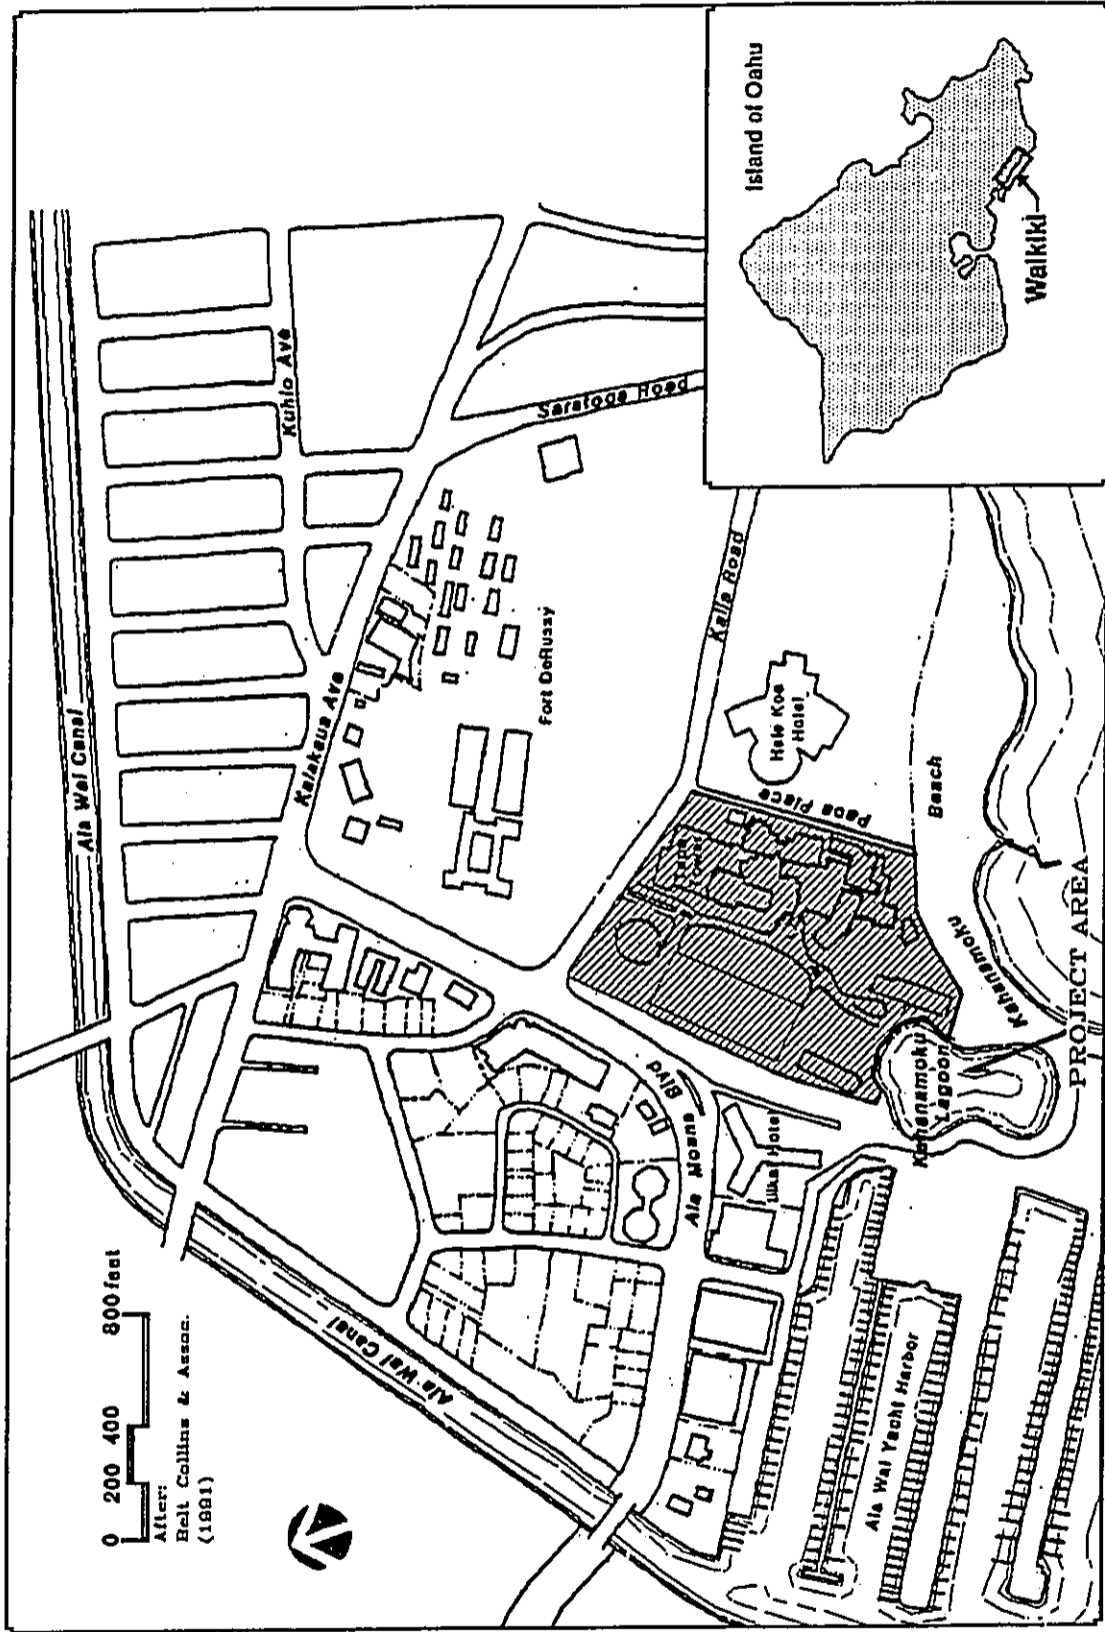 Island of Oahu
Waikiki
Ala Wai Canal
Kuhio Ave
Kalakaua Ave
Saratoga Road
Fort DeRussy
Kalia Road
Hale Koa
Hotel
Paoa Place
Beach
Kahanamoku
PROJECT AREA
Kahanamoku
Lagoon
Ala Moana Blvd
Ilikai Hotel
Ala Wai Canal
Ala Wai Yacht Harbor
0 200 400 800 feet
After:
Belt Collins & Assoc.
(1991)